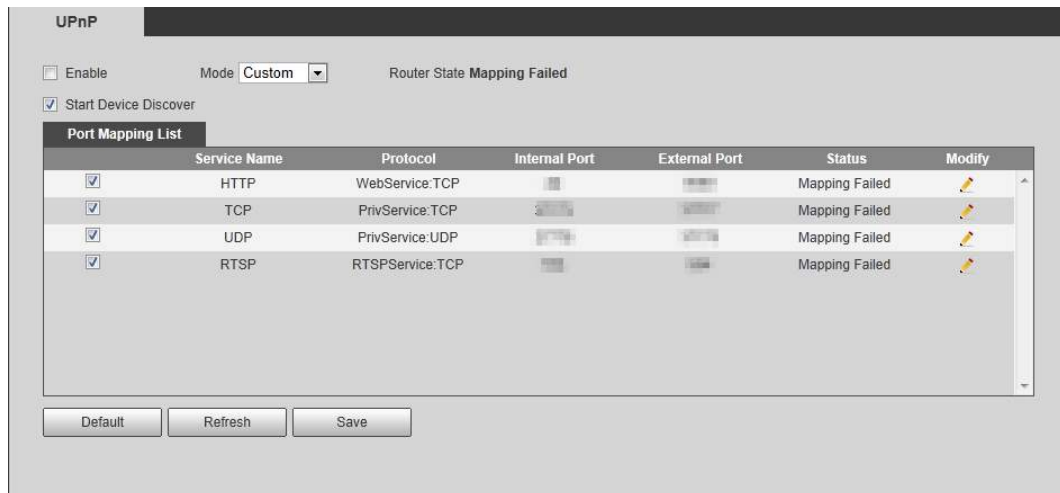 UPnP
Enable Mode Custom Router State Mapping Failed
Start Device Discover
Port Mapping List
Service Name Protocol Internal Port External Port Status Modify
HTTP WebService:TCP Mapping Failed
TCP PrivService:TCP Mapping Failed
UDP PrivService:UDP Mapping Failed
RTSP RTSPService:TCP Mapping Failed
Default Refresh Save